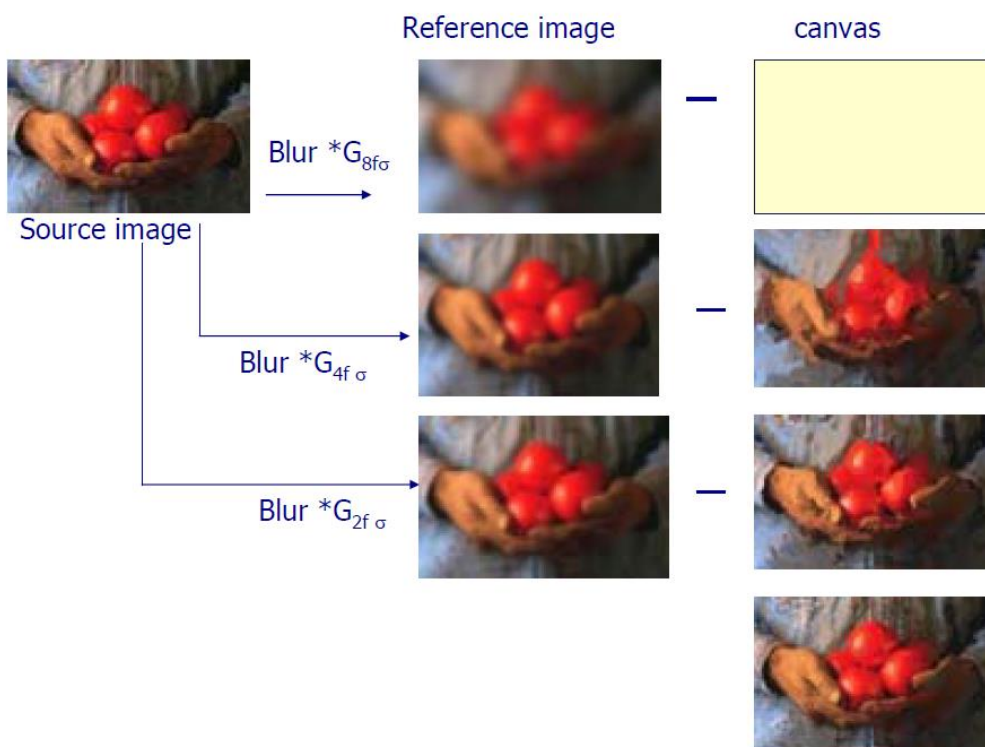 Reference image
canvas
Blur *G8fσ
Source image
Blur *G4f σ
Blur *G2f σ